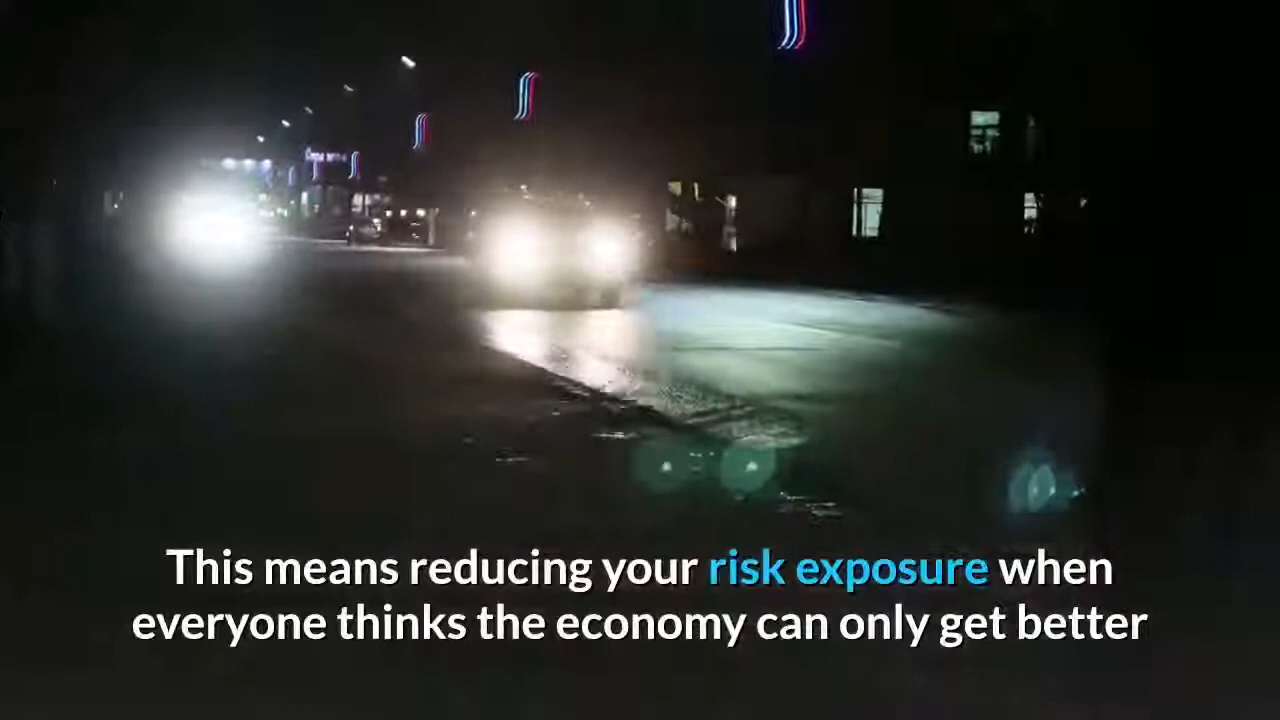 This means reducing your risk exposure when
everyone thinks the economy can only get better